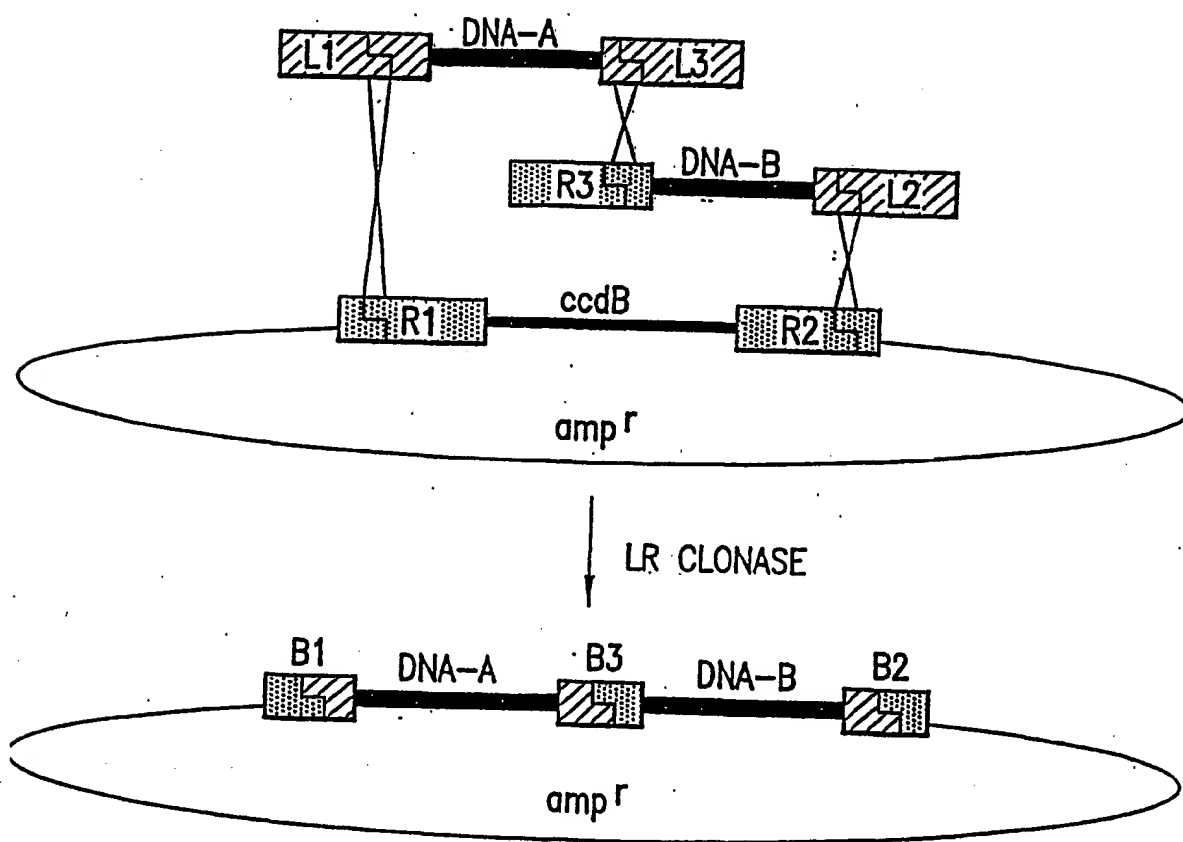 DNA-A
L1
L3
DNA-B
R3
L2
ccdB
R1
R2
amp r
LR CLONASE
B1
DNA-A
B3
DNA-B
B2
amp r